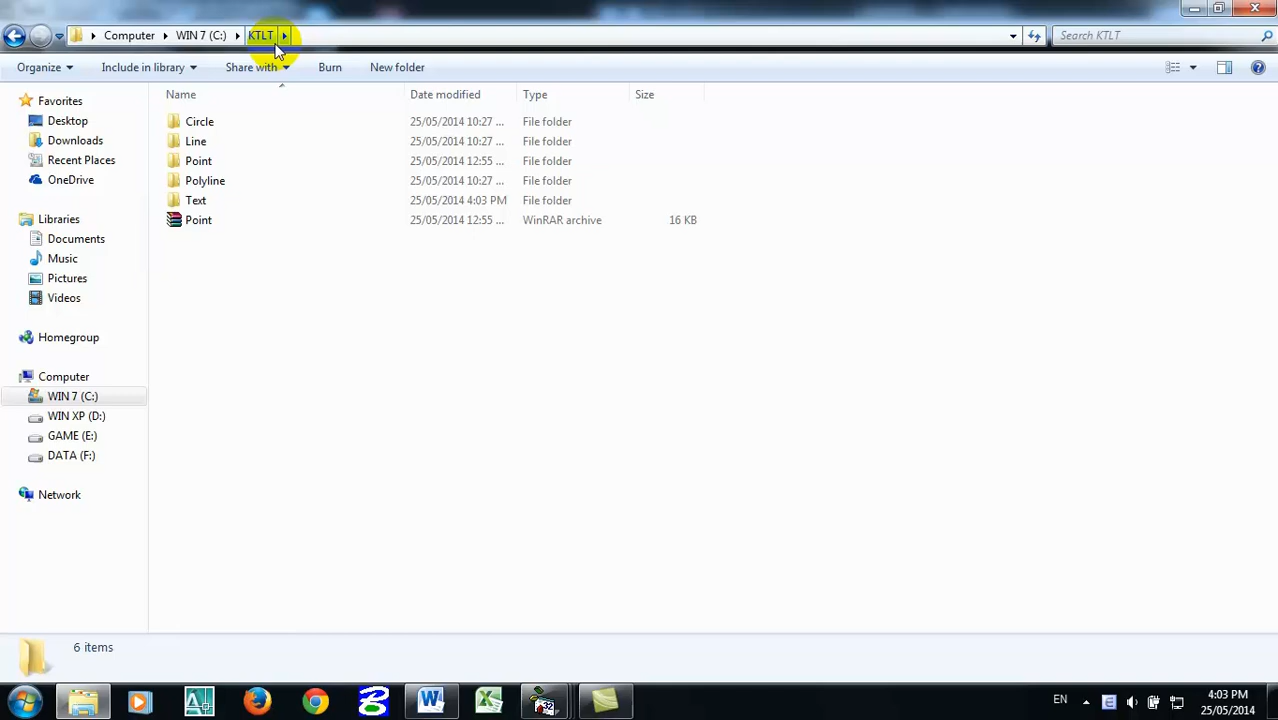 Computer WIN 7 (C:) KTLT Search KTLT
Organize Include in library Share with Burn New folder
Name Date modified Type Size
Circle 25/05/2014 10:27 ... File folder
Line 25/05/2014 10:27 ... File folder
Point 25/05/2014 12:55 ... File folder
Polyline 25/05/2014 10:27 ... File folder
Text 25/05/2014 4:03 PM File folder
Point 25/05/2014 12:55 ... WinRAR archive 16 KB
Favorites
Desktop
Downloads
Recent Places
OneDrive
Libraries
Documents
Music
Pictures
Videos
Homegroup
Computer
WIN 7 (C:)
WIN XP (D:)
GAME (E:)
DATA (F:)
Network
6 items
EN 4:03 PM
25/05/2014